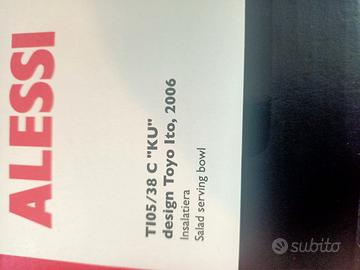 ALESSI
TI05/38 C "KU"
design Toyo Ito, 2006
Insalatiera
Salad serving bowl
subito